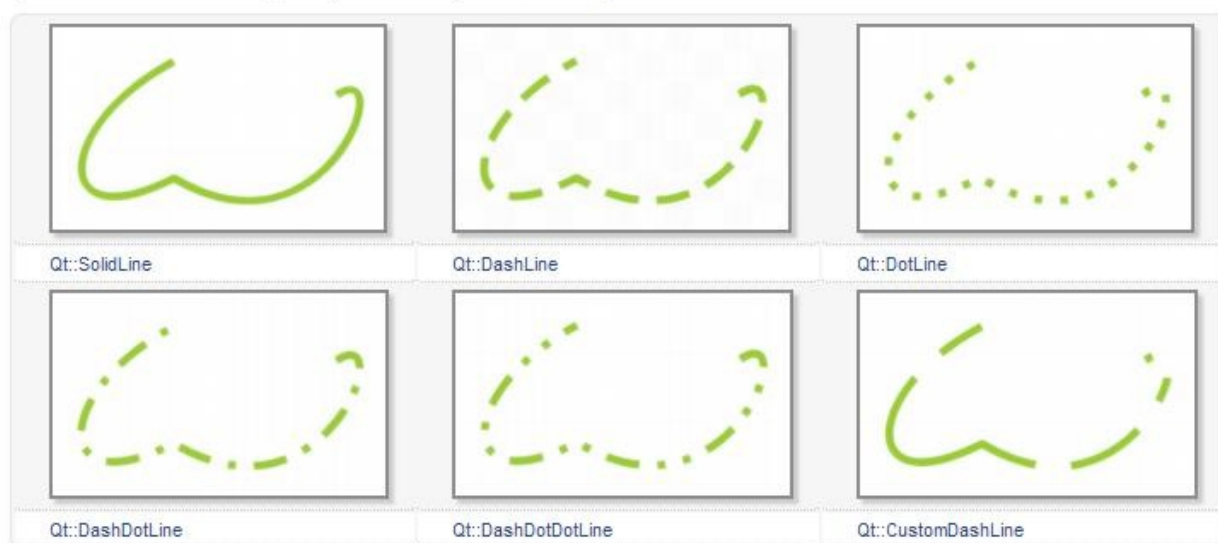 Qt::SolidLine
Qt::DashLine
Qt::DotLine
Qt::DashDotLine
Qt::DashDotDotLine
Qt::CustomDashLine